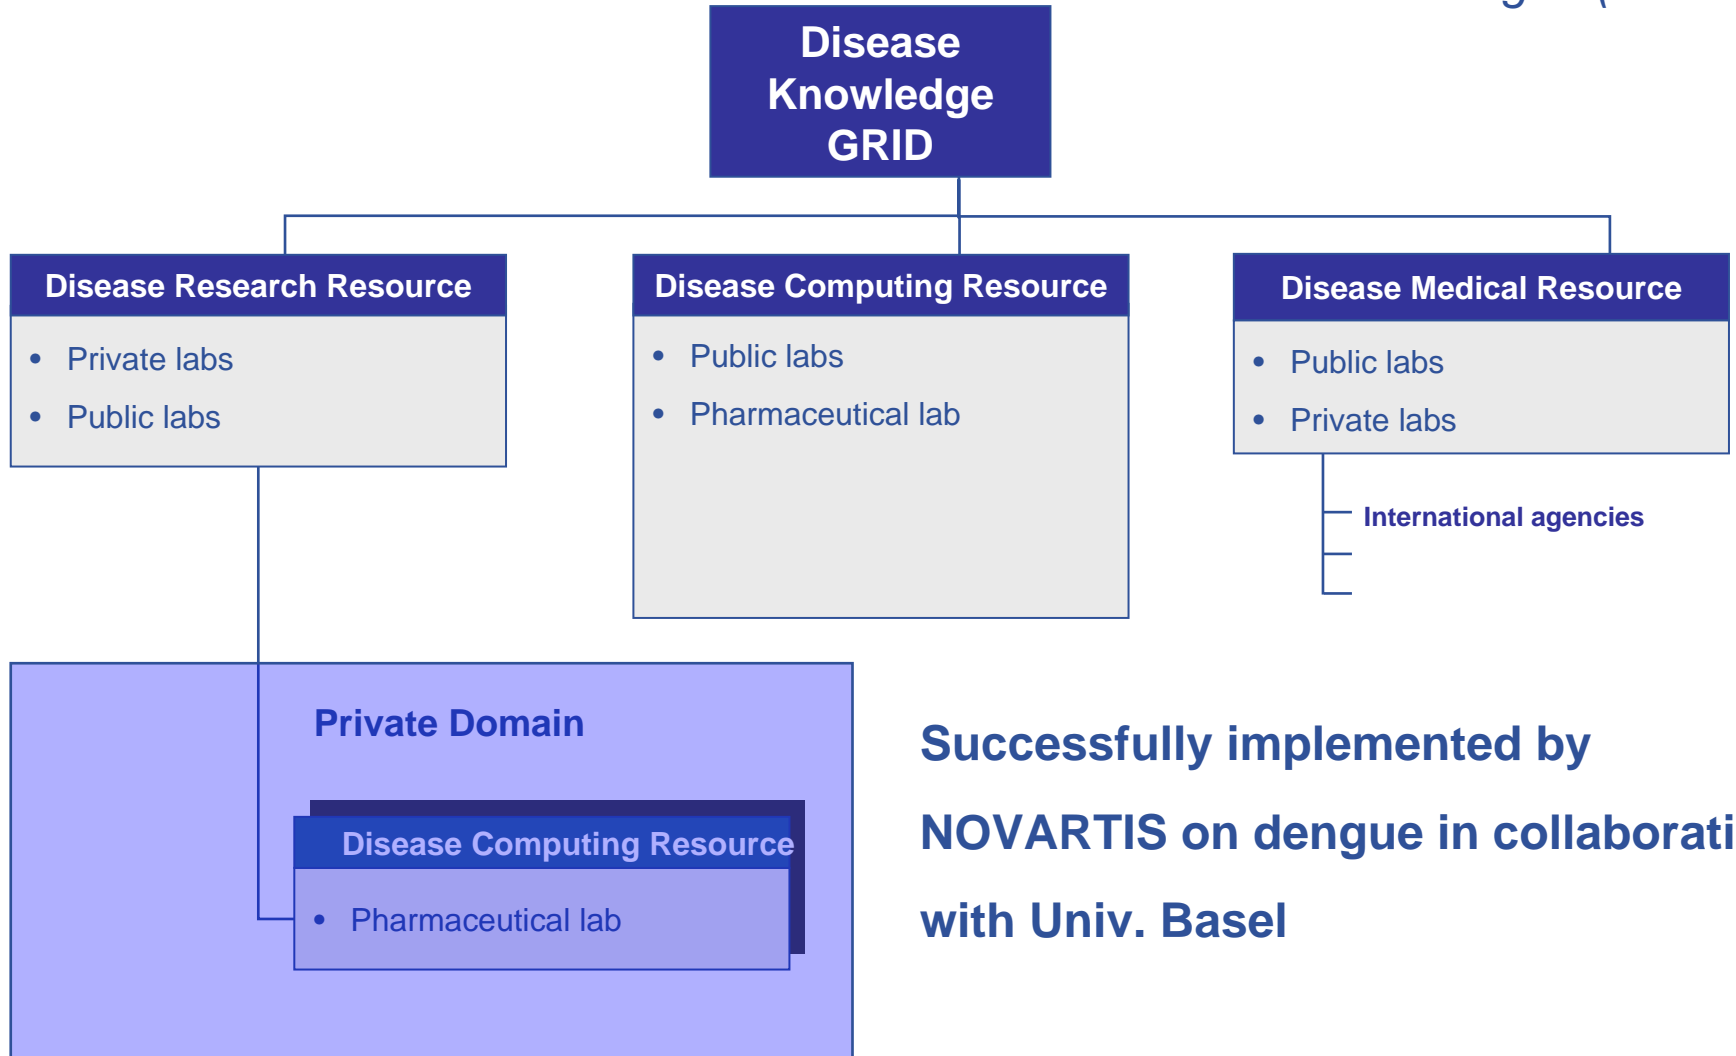 Disease
Knowledge
GRID
Disease Research Resource
• Private labs
• Public labs
Disease Computing Resource
• Public labs
• Pharmaceutical lab
Disease Medical Resource
• Public labs
• Private labs
International agencies
Private Domain
Disease Computing Resource
• Pharmaceutical lab
Successfully implemented by
NOVARTIS on dengue in collaborati
with Univ. Basel